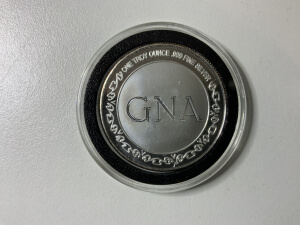 ONE TROY OUNCE .999 FINE SILVER
GNA